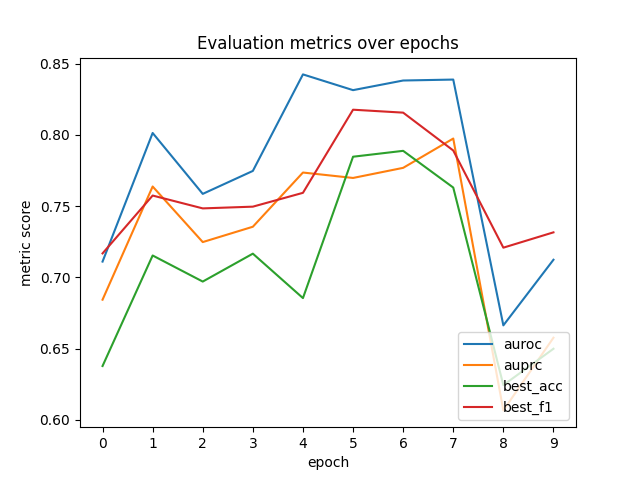 Evaluation metrics over epochs
metric score
0.85
0.80
0.75
0.70
0.65
0.60
auroc
auprc
best_acc
best_f1
0 1 2 3 4 5 6 7 8 9
epoch